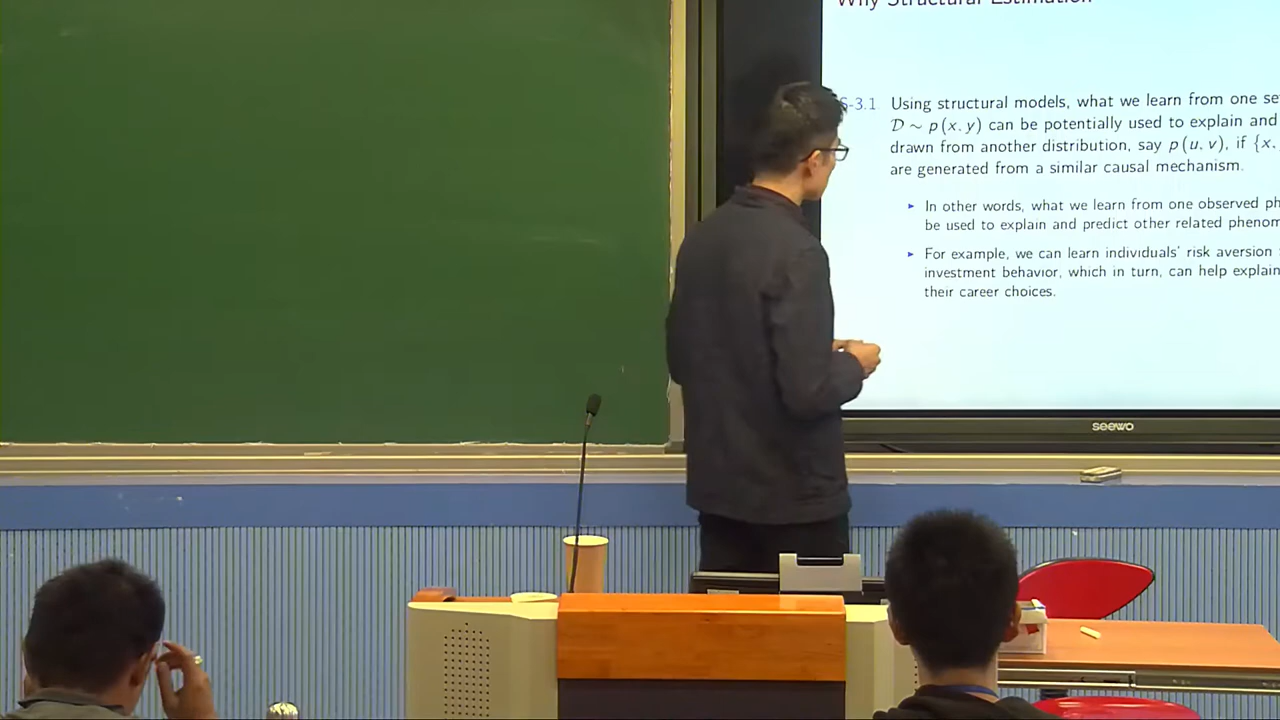 Why Structural Estimation
S-3.1 Using structural models, what we learn from one se
D ~ p(x, y) can be potentially used to explain and
drawn from another distribution, say p(u, v), if {x,
are generated from a similar causal mechanism.
► In other words, what we learn from one observed ph
be used to explain and predict other related phenom
► For example, we can learn individuals' risk aversion
investment behavior, which in turn, can help explain
their career choices.
seewo